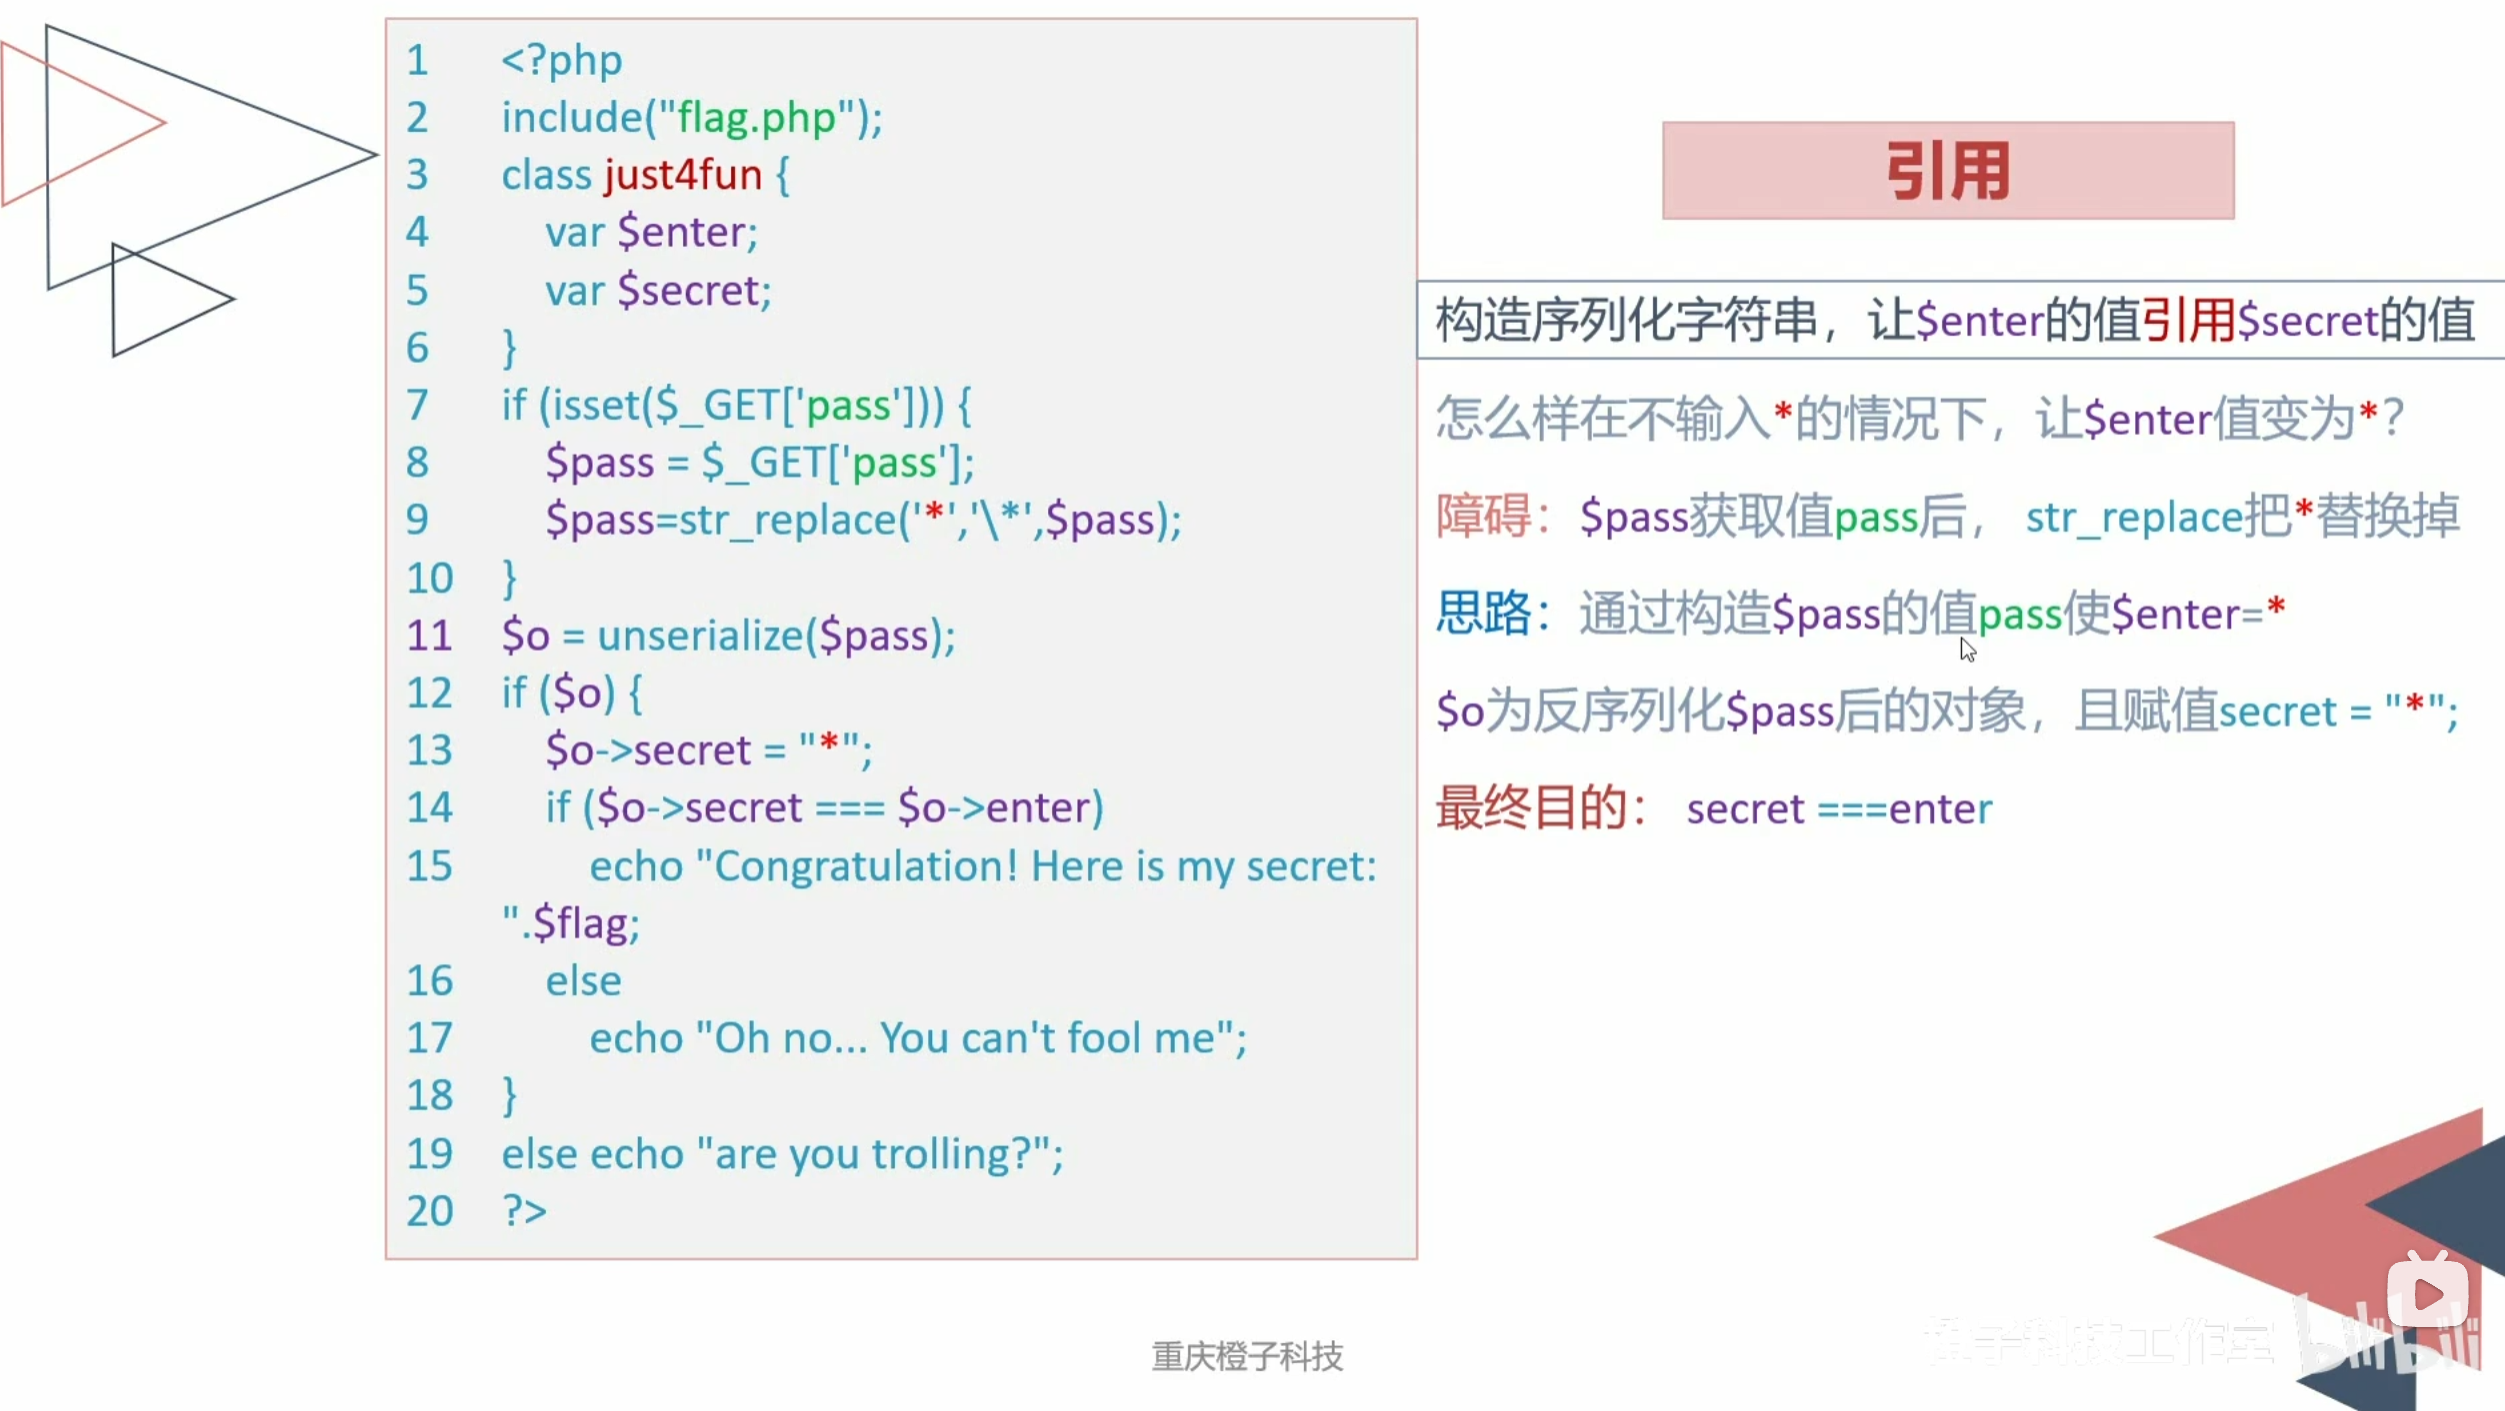 1 <?php
2 include("flag.php");
3 class just4fun {
4 var $enter;
5 var $secret;
6 }
7 if (isset($_GET['pass'])) {
8 $pass = $_GET['pass'];
9 $pass=str_replace('*','\*',$pass);
10 }
11 $o = unserialize($pass);
12 if ($o) {
13 $o->secret = "*";
14 if ($o->secret === $o->enter)
15 echo "Congratulation! Here is my secret:
".$flag;
16 else
17 echo "Oh no... You can't fool me";
18 }
19 else echo "are you trolling?";
20 ?>
引用
构造序列化字符串，让$enter的值引用$secret的值
怎么样在不输入*的情况下，让$enter值变为*？
障碍：$pass获取值pass后， str_replace把*替换掉
思路：通过构造$pass的值pass使$enter=*
$o为反序列化$pass后的对象，且赋值secret = "*";
最终目的： secret ===enter
重庆橙子科技
橙子科技工作室 bilibili